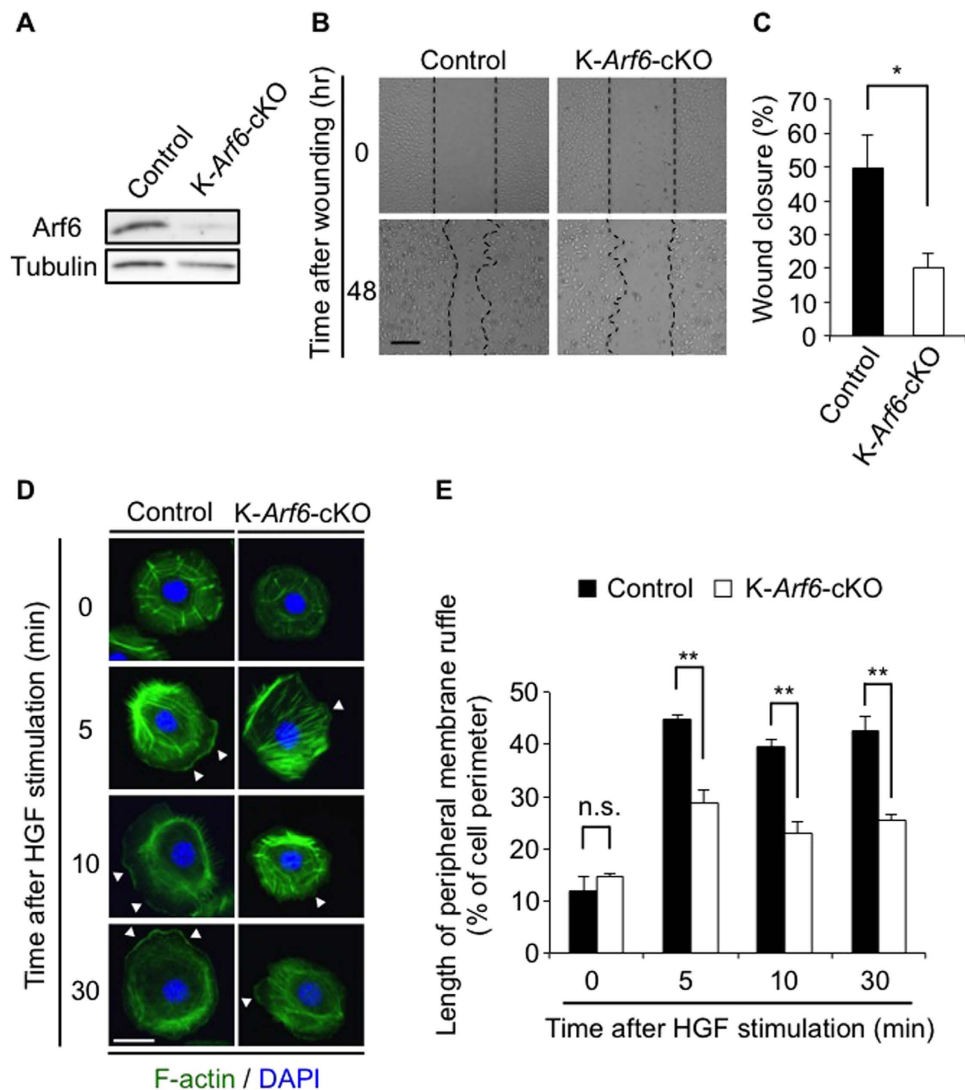 A
Control
K-Arf6-cKO
Arf6
Tubulin
B
Control
K-Arf6-cKO
Time after wounding (hr)
0
48
C
*
Wound closure (%)
80
70
60
50
40
30
20
10
0
Control
K-Arf6-cKO
D
Control
K-Arf6-cKO
Time after HGF stimulation (min)
0
5
10
30
F-actin / DAPI
E
Control
K-Arf6-cKO
Length of peripheral membrane ruffle
(% of cell perimeter)
50
40
30
20
10
0
n.s.
**
**
**
0
5
10
30
Time after HGF stimulation (min)